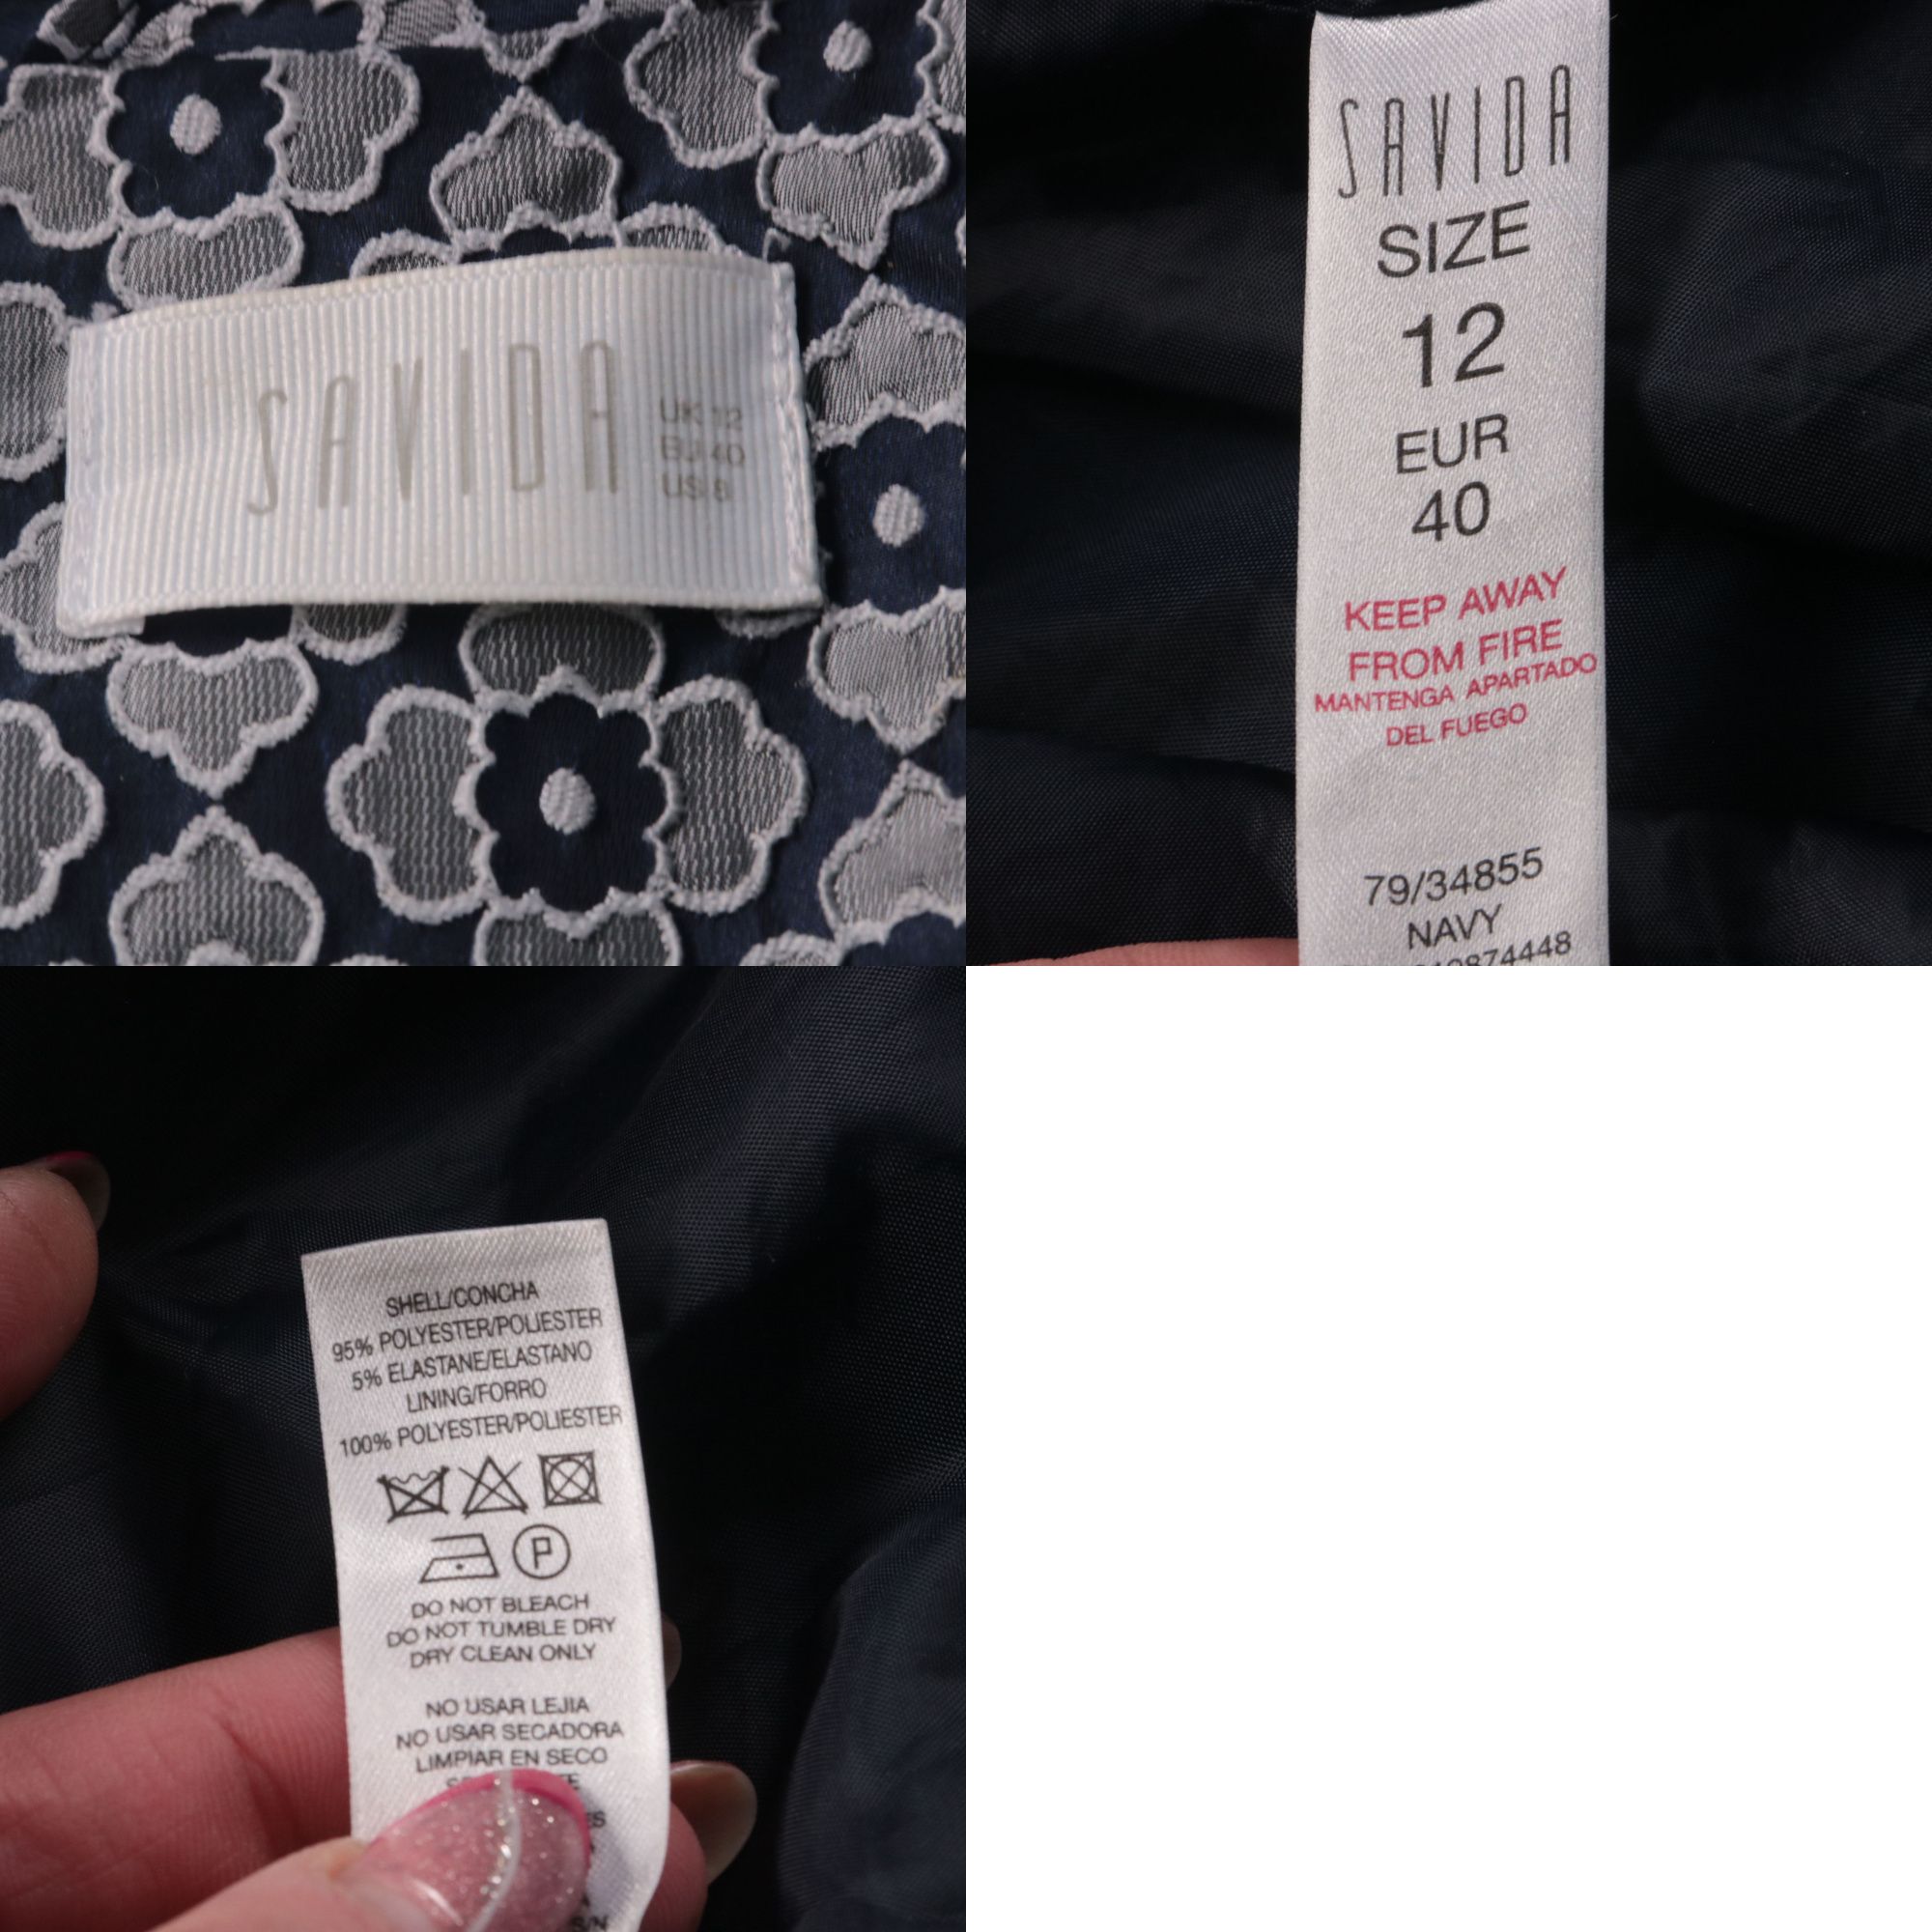 SAVIDA
UK 12
EU 40
US 8
SAVIDA
SIZE
12
EUR
40
KEEP AWAY
FROM FIRE
MANTENGA APARTADO
DEL FUEGO
79/34855
NAVY
SHELL/CONCHA
95% POLYESTER/POLIESTER
5% ELASTANE/ELASTANO
LINING/FORRO
100% POLYESTER/POLIESTER
P
DO NOT BLEACH
DO NOT TUMBLE DRY
DRY CLEAN ONLY
NO USAR LEJIA
NO USAR SECADORA
LIMPIAR EN SECO